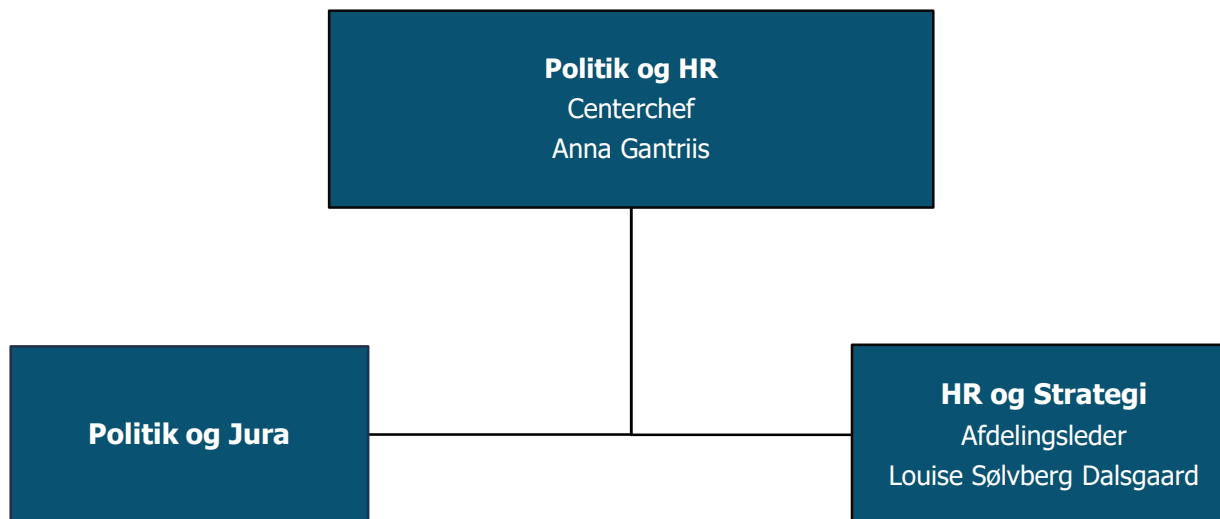 Politik og HR
Centerchef
Anna Gantriis
Politik og Jura
HR og Strategi
Afdelingsleder
Louise Sølvberg Dalsgaard